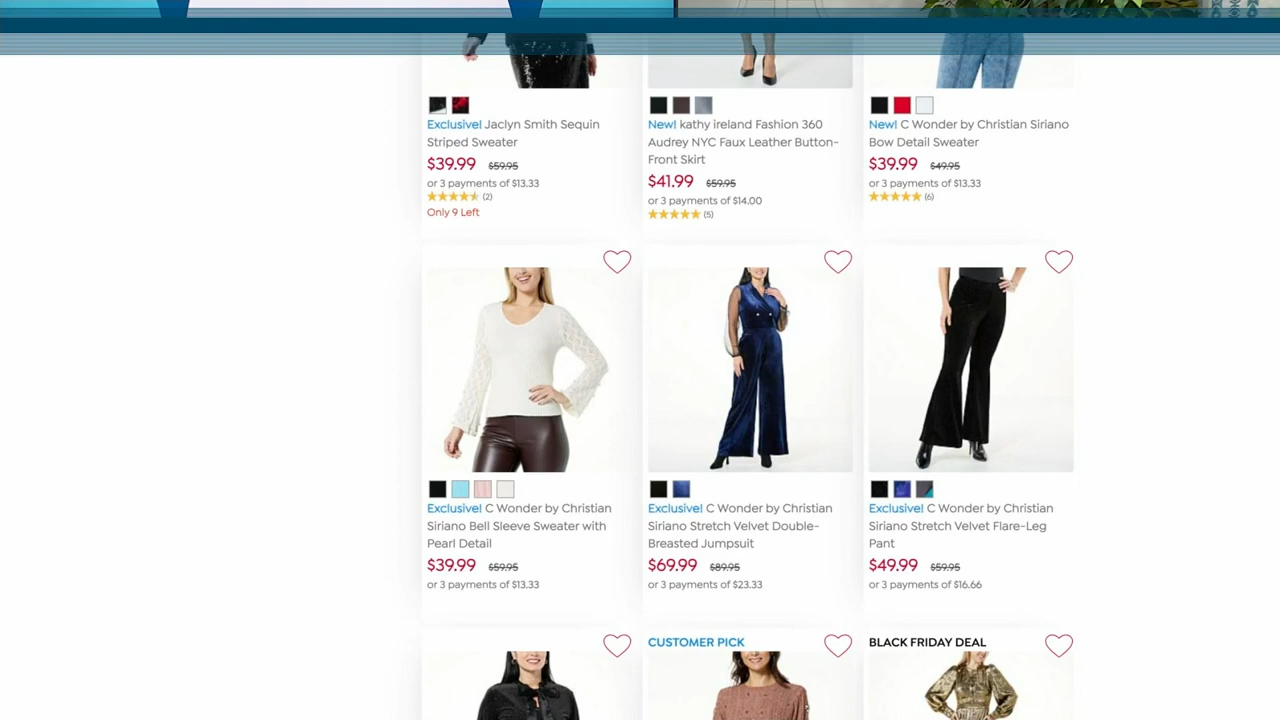 Exclusive! Jaclyn Smith Sequin
Striped Sweater
$39.99 $59.95
or 3 payments of $13.33
(2)
Only 9 Left
New! kathy ireland Fashion 360
Audrey NYC Faux Leather Button-
Front Skirt
$41.99 $59.95
or 3 payments of $14.00
(5)
New! C Wonder by Christian Siriano
Bow Detail Sweater
$39.99 $49.95
or 3 payments of $13.33
(6)
Exclusive! C Wonder by Christian
Siriano Bell Sleeve Sweater with
Pearl Detail
$39.99 $59.95
or 3 payments of $13.33
Exclusive! C Wonder by Christian
Siriano Stretch Velvet Double-
Breasted Jumpsuit
$69.99 $89.95
or 3 payments of $23.33
Exclusive! C Wonder by Christian
Siriano Stretch Velvet Flare-Leg
Pant
$49.99 $59.95
or 3 payments of $16.66
CUSTOMER PICK
BLACK FRIDAY DEAL